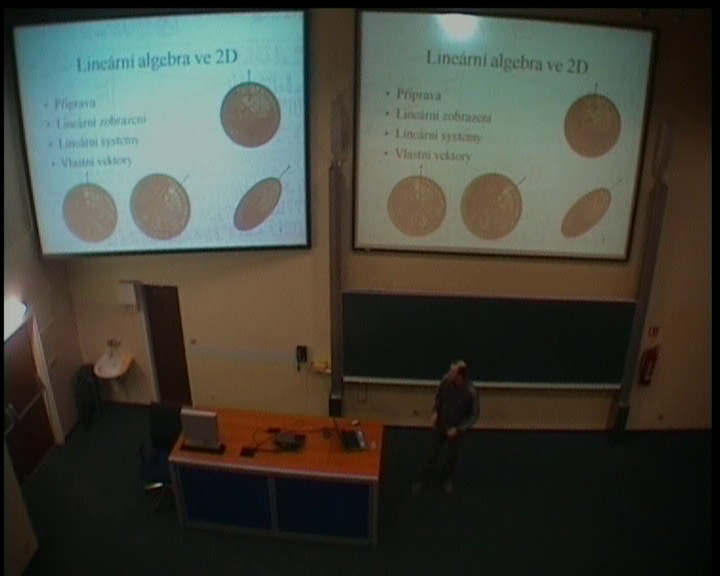 Lineární algebra ve 2D
• Příprava
• Lineární zobrazení
• Lineární systémy
• Vlastní vektory
Lineární algebra ve 2D
• Příprava
• Lineární zobrazení
• Lineární systémy
• Vlastní vektory